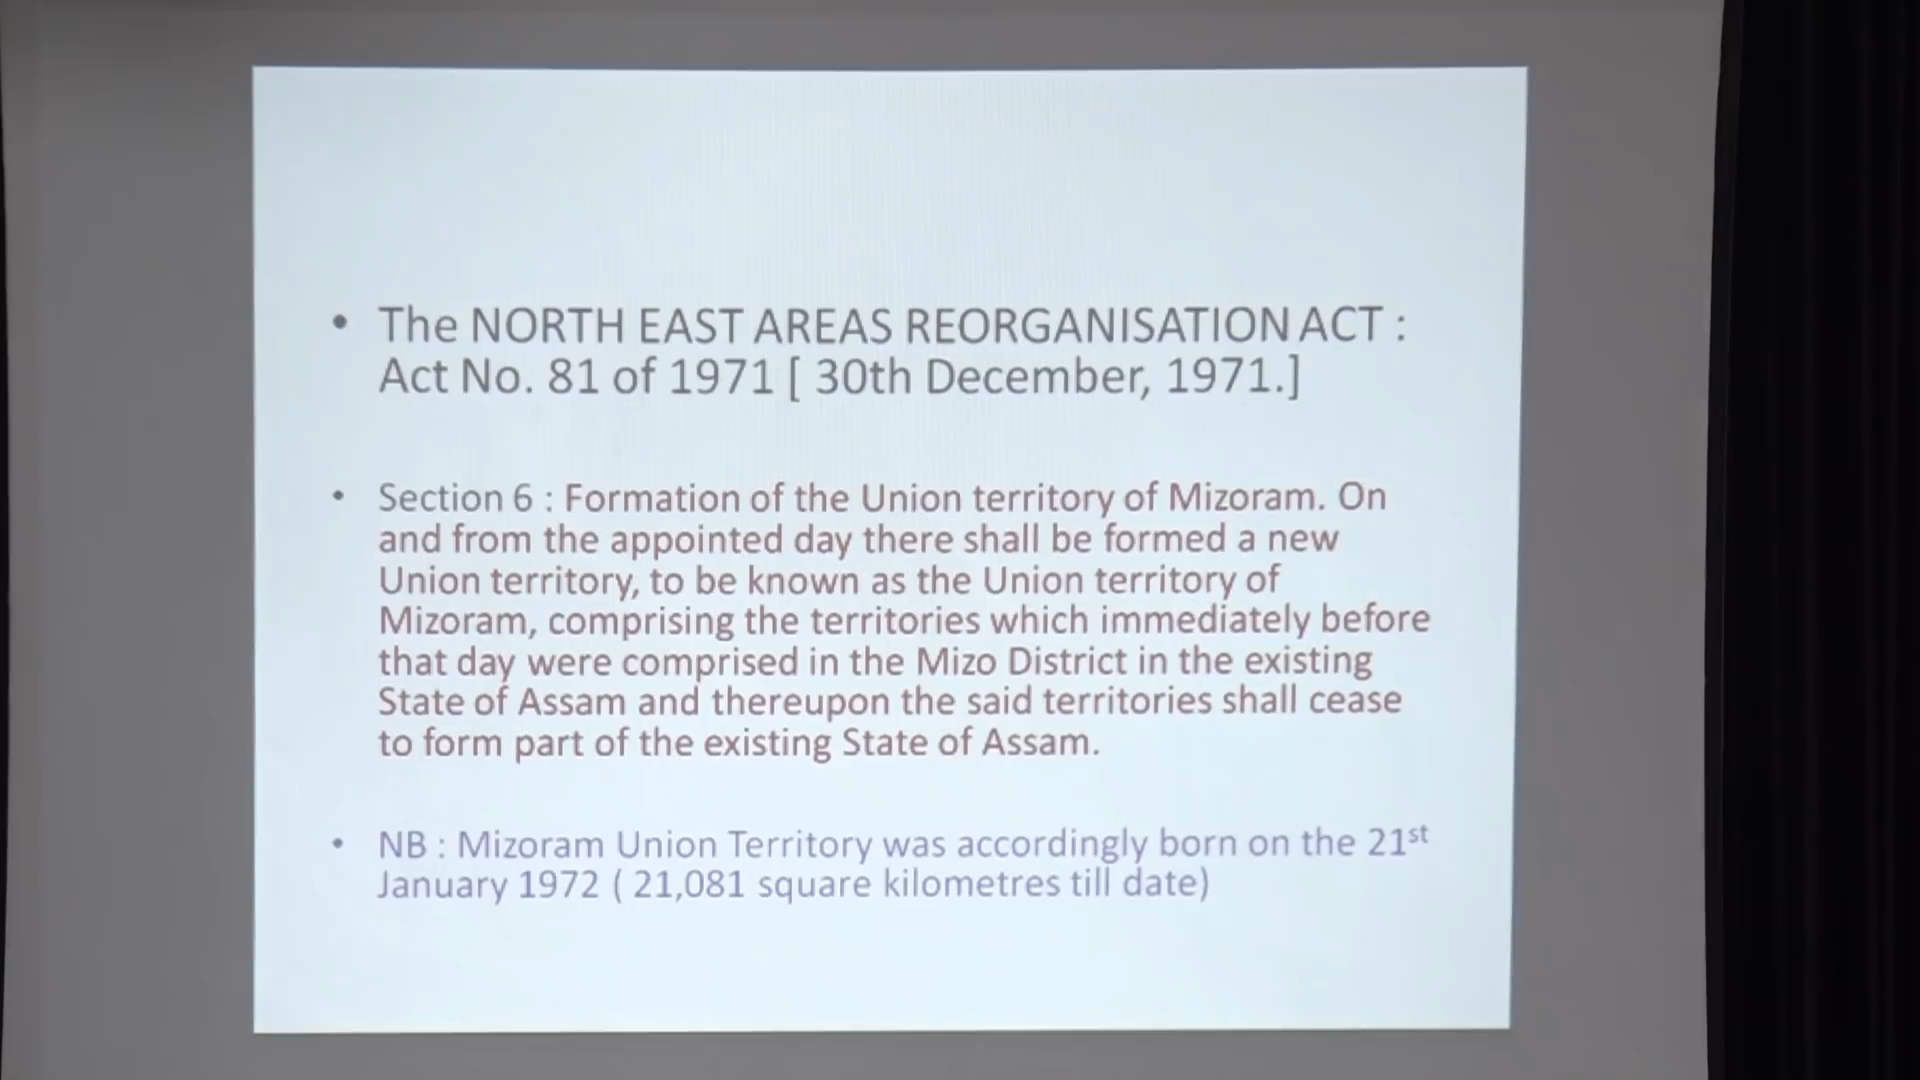 • The NORTH EAST AREAS REORGANISATION ACT :
Act No. 81 of 1971 [ 30th December, 1971.]
• Section 6 : Formation of the Union territory of Mizoram. On
and from the appointed day there shall be formed a new
Union territory, to be known as the Union territory of
Mizoram, comprising the territories which immediately before
that day were comprised in the Mizo District in the existing
State of Assam and thereupon the said territories shall cease
to form part of the existing State of Assam.
• NB : Mizoram Union Territory was accordingly born on the 21st
January 1972 ( 21,081 square kilometres till date)